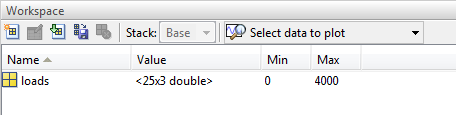 Workspace
Stack: Base Select data to plot
Name Value Min Max
loads <25x3 double> 0 4000